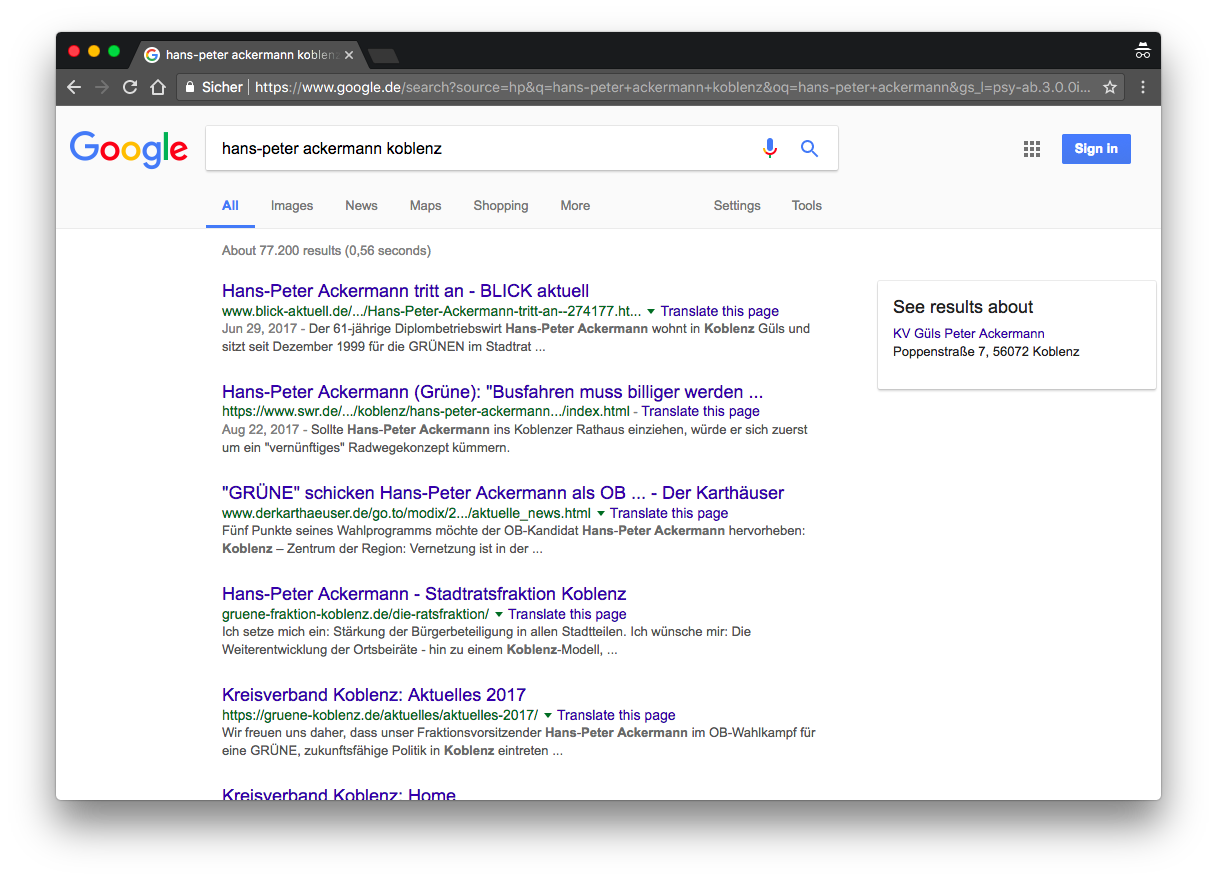 hans-peter ackermann koblenz
Sicher https://www.google.de/search?source=hp&q=hans-peter+ackermann+koblenz&oq=hans-peter+ackermann&gs_l=psy-ab.3.0.0i...
Google
hans-peter ackermann koblenz
Sign in
All Images News Maps Shopping More Settings Tools
About 77.200 results (0,56 seconds)
Hans-Peter Ackermann tritt an - BLICK aktuell
www.blick-aktuell.de/.../Hans-Peter-Ackermann-tritt-an--274177.ht... Translate this page
Jun 29, 2017 - Der 61-jährige Diplombetriebswirt Hans-Peter Ackermann wohnt in Koblenz Güls und
sitzt seit Dezember 1999 für die GRÜNEN im Stadtrat ...
See results about
KV Güls Peter Ackermann
Poppenstraße 7, 56072 Koblenz
Hans-Peter Ackermann (Grüne): "Busfahren muss billiger werden ...
https://www.swr.de/.../koblenz/hans-peter-ackermann.../index.html - Translate this page
Aug 22, 2017 - Sollte Hans-Peter Ackermann ins Koblenzer Rathaus einziehen, würde er sich zuerst
um ein "vernünftiges" Radwegekonzept kümmern.
"GRÜNE" schicken Hans-Peter Ackermann als OB ... - Der Karthäuser
www.derkarthaeuser.de/go.to/modix/2.../aktuelle_news.html Translate this page
Fünf Punkte seines Wahlprogramms möchte der OB-Kandidat Hans-Peter Ackermann hervorheben:
Koblenz – Zentrum der Region: Vernetzung ist in der ...
Hans-Peter Ackermann - Stadtratsfraktion Koblenz
gruene-fraktion-koblenz.de/die-ratsfraktion/ Translate this page
Ich setze mich ein: Stärkung der Bürgerbeteiligung in allen Stadtteilen. Ich wünsche mir: Die
Weiterentwicklung der Ortsbeiräte - hin zu einem Koblenz-Modell, ...
Kreisverband Koblenz: Aktuelles 2017
https://gruene-koblenz.de/aktuelles/aktuelles-2017/ Translate this page
Wir freuen uns daher, dass unser Fraktionsvorsitzender Hans-Peter Ackermann im OB-Wahlkampf für
eine GRÜNE, zukunftsfähige Politik in Koblenz eintreten ...
Kreisverband Koblenz: Home